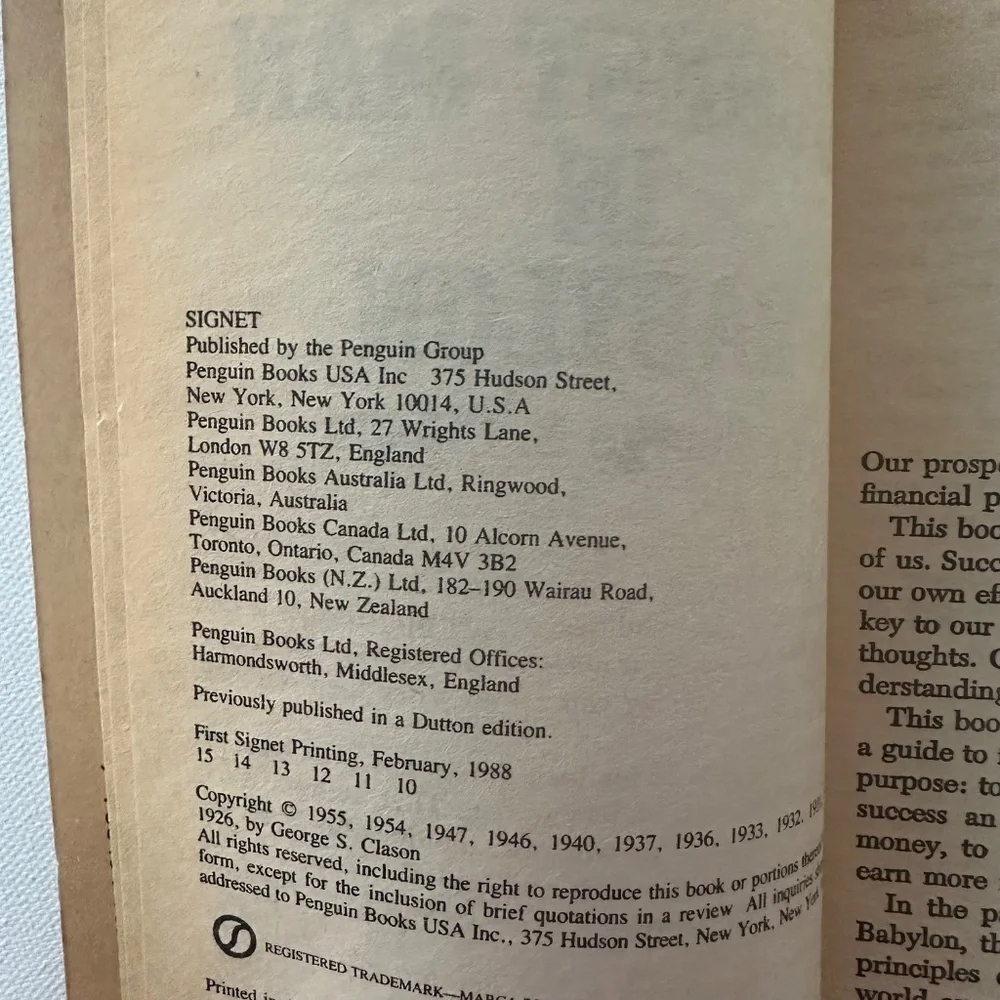 SIGNET
Published by the Penguin Group
Penguin Books USA Inc 375 Hudson Street,
New York, New York 10014, U.S.A
Penguin Books Ltd, 27 Wrights Lane,
London W8 5TZ, England
Penguin Books Australia Ltd, Ringwood,
Victoria, Australia
Penguin Books Canada Ltd, 10 Alcorn Avenue,
Toronto, Ontario, Canada M4V 3B2
Penguin Books (N.Z.) Ltd, 182–190 Wairau Road,
Auckland 10, New Zealand
Penguin Books Ltd, Registered Offices:
Harmondsworth, Middlesex, England
Previously published in a Dutton edition.
First Signet Printing, February, 1988
15 14 13 12 11 10
Copyright © 1955, 1954, 1947, 1946, 1940, 1937, 1936, 1933, 1932,
1926, by George S. Clason
All rights reserved, including the right to reproduce this book or portions
form, except for the inclusion of brief quotations in a review All inquiries
addressed to Penguin Books USA Inc., 375 Hudson Street, New York, New
REGISTERED TRADEMARK—MARCA
Printed
Our
financial
This
of us.
our own
key to our
thoughts.
This
a guide to
purpose: to
success an
money, to
earn more
In the
Babylon,
principles
world